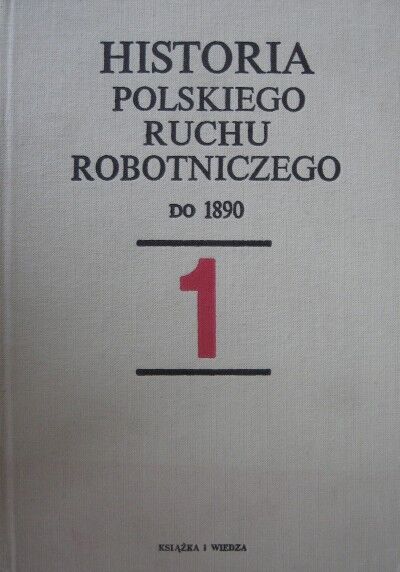 HISTORIA
POLSKIEGO
RUCHU
ROBOTNICZEGO
DO 1890
1
KSIĄŻKA I WIEDZA